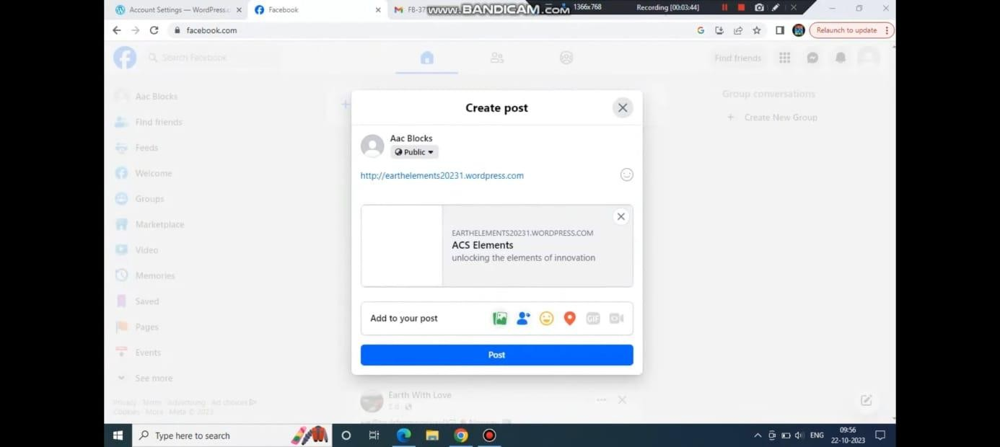 Account Settings — WordPress.c
Facebook
FB-37
www.BANDICAM.com
1366x768
Recording [00:03:44]
facebook.com
Relaunch to update
Search Facebook
Find friends
Aac Blocks
Find friends
Feeds
Welcome
Groups
Marketplace
Video
Memories
Saved
Pages
Events
See more
Privacy · Terms · Advertising · Ad choices
Cookies · More · Meta © 2023
Create post
Aac Blocks
Public
http://earthelements20231.wordpress.com
EARTHELEMENTS20231.WORDPRESS.COM
ACS Elements
unlocking the elements of innovation
Add to your post
GIF
Post
Earth With Love
2 d
Group conversations
+ Create New Group
Type here to search
ENG
09:56
22-10-2023